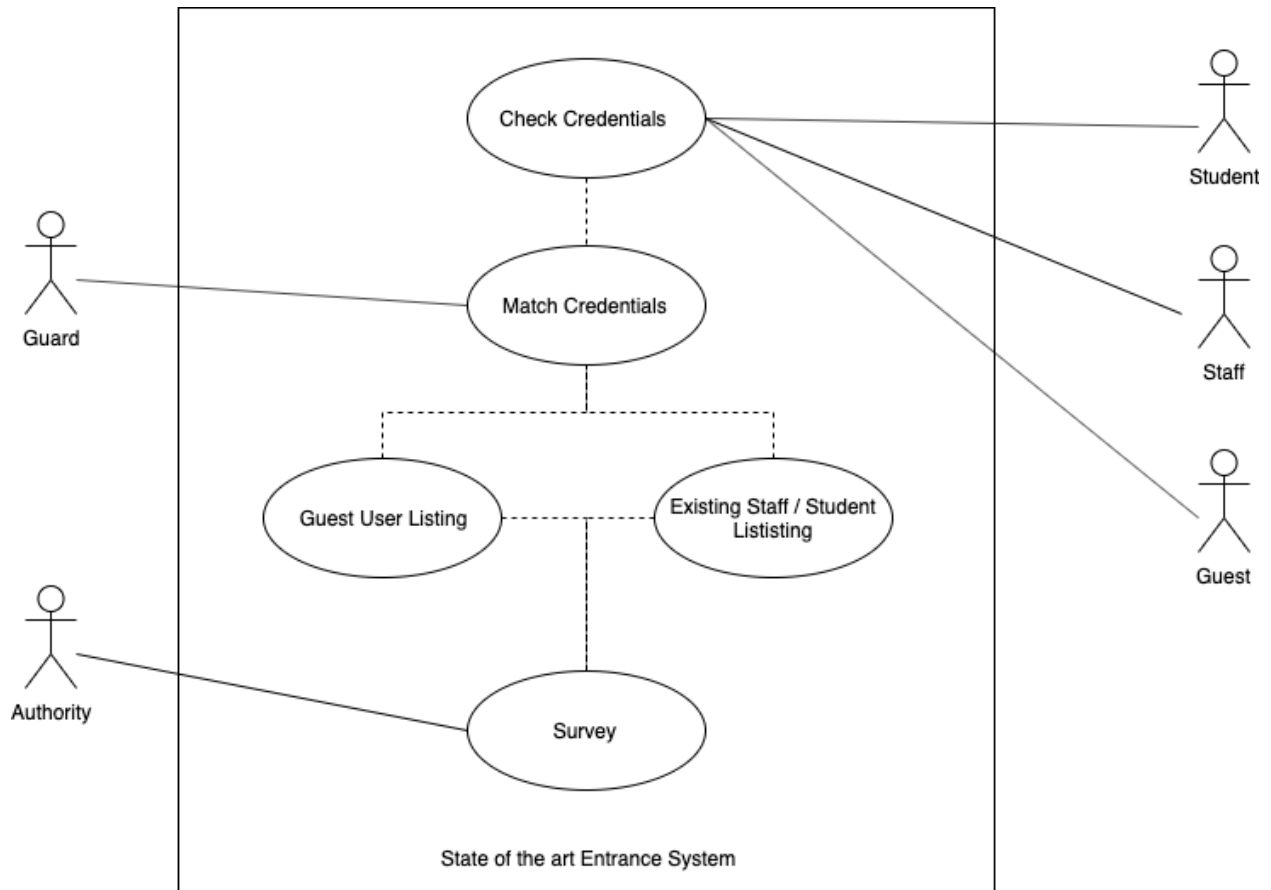 Check Credentials
Student
Match Credentials
Guard
Staff
Guest User Listing
Existing Staff / Student
Lististing
Guest
Authority
Survey
State of the art Entrance System